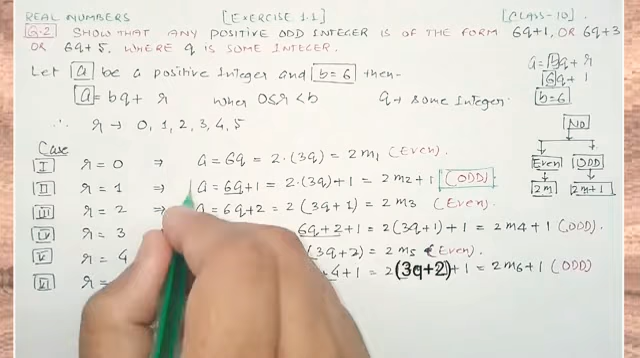 REAL NUMBERS [EXERCISE 1.1] [CLASS-10]
Q.2 SHOW THAT ANY POSITIVE ODD INTEGER IS OF THE FORM 6q+1, OR 6q+3
OR 6q+5, WHERE q IS SOME INTEGER.
Let a be a positive Integer and b=6 then-
a = bq + r when 0≤r<b q→ some Integer.
∴ r → 0, 1, 2, 3, 4, 5
a = bq + r
6q + 1
b=6
Case
I r = 0 ⇒ a = 6q = 2·(3q) = 2m1 (Even).
II r = 1 ⇒ a = 6q+1 = 2·(3q)+1 = 2m2+1 (ODD)
III r = 2 ⇒ a = 6q+2 = 2(3q+1) = 2m3 (Even).
IV r = 3 6q+2+1 = 2(3q+1)+1 = 2m4+1 (ODD).
V r = 4 (3q+2) = 2m5 (Even).
VI r = +4+1 = 2(3q+2)+1 = 2m6+1 (ODD)
NO
Even ODD
2m 2m+1